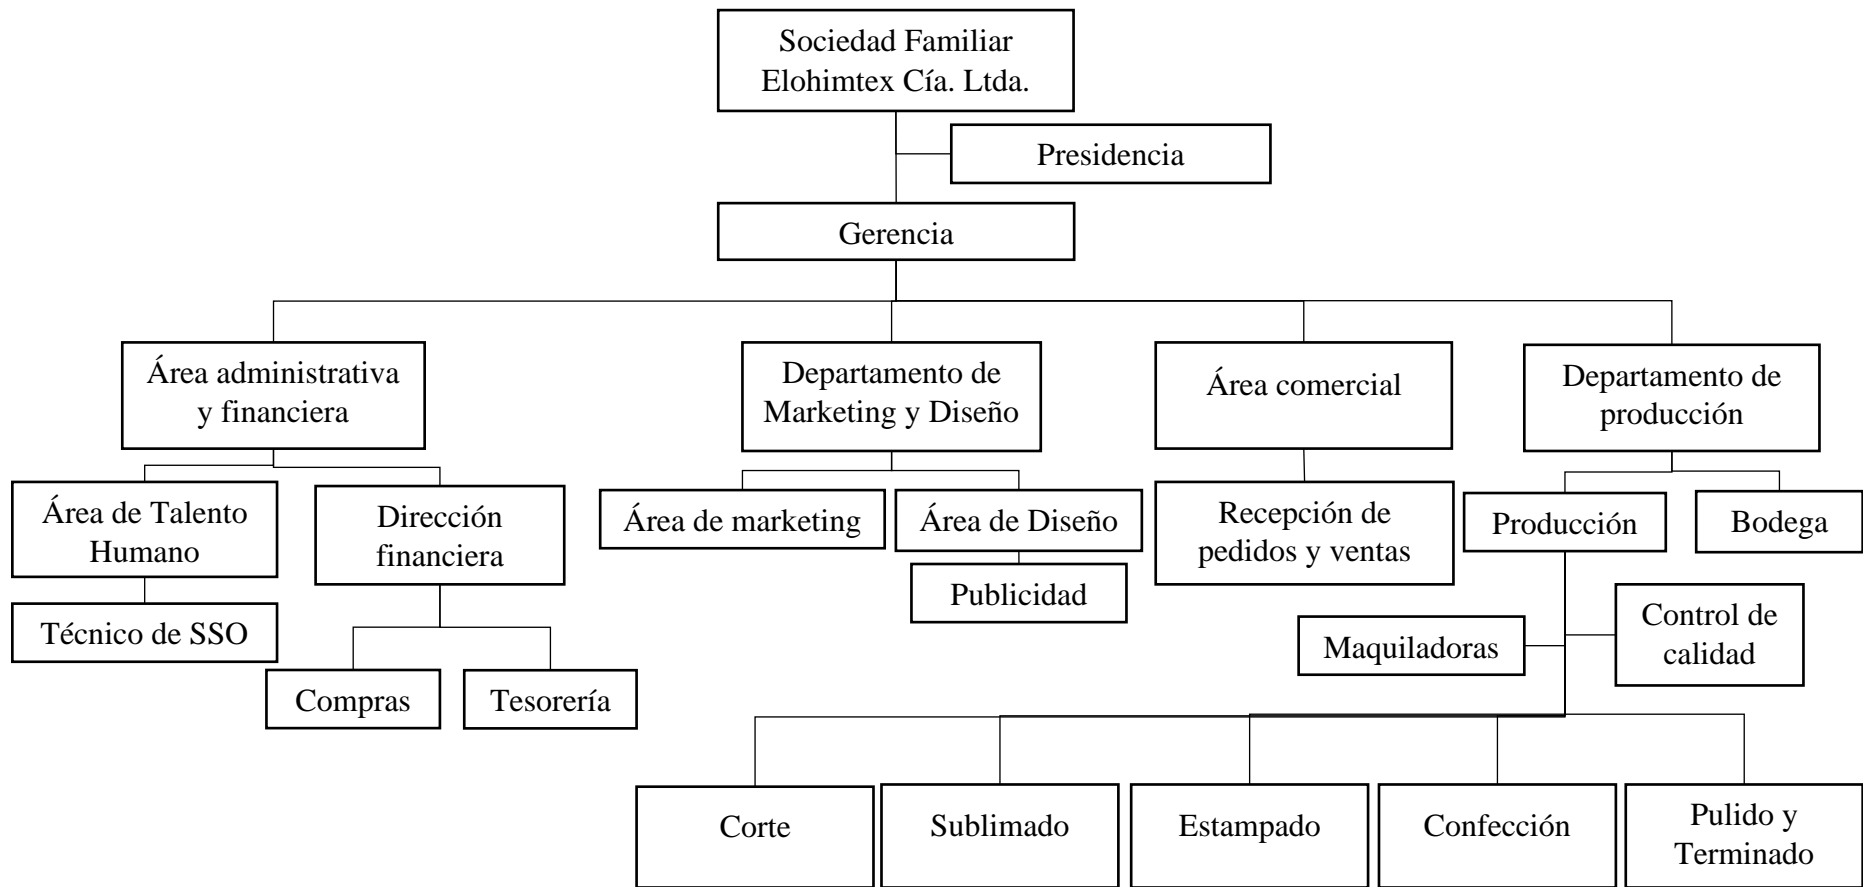 Sociedad Familiar
Elohimtex Cía. Ltda.
Presidencia
Gerencia
Área administrativa
y financiera
Departamento de
Marketing y Diseño
Área comercial
Departamento de
producción
Área de Talento
Humano
Dirección
financiera
Área de marketing
Área de Diseño
Recepción de
pedidos y ventas
Producción
Bodega
Publicidad
Técnico de SSO
Maquiladoras
Control de
calidad
Compras
Tesorería
Corte
Sublimado
Estampado
Confección
Pulido y
Terminado